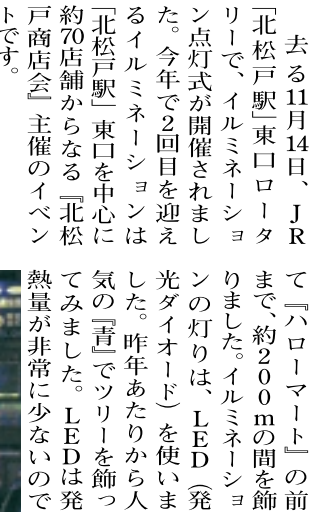 去る11月14日、JR
「北松戸駅」東口ロータ
リーで、イルミネーショ
ン点灯式が開催されまし
た。今年で2回目を迎え
るイルミネーションは
「北松戸駅」東口を中心に
約70店舗からなる『北松
戸商店会』主催のイベン
トです。
て『ハローマート』の前
まで、約200mの間を飾
りました。イルミネーショ
ンの灯りは、LED（発
光ダイオード）を使いま
した。昨年あたりから人
気の『青』でツリーを飾っ
てみました。LEDは発
熱量が非常に少ないので